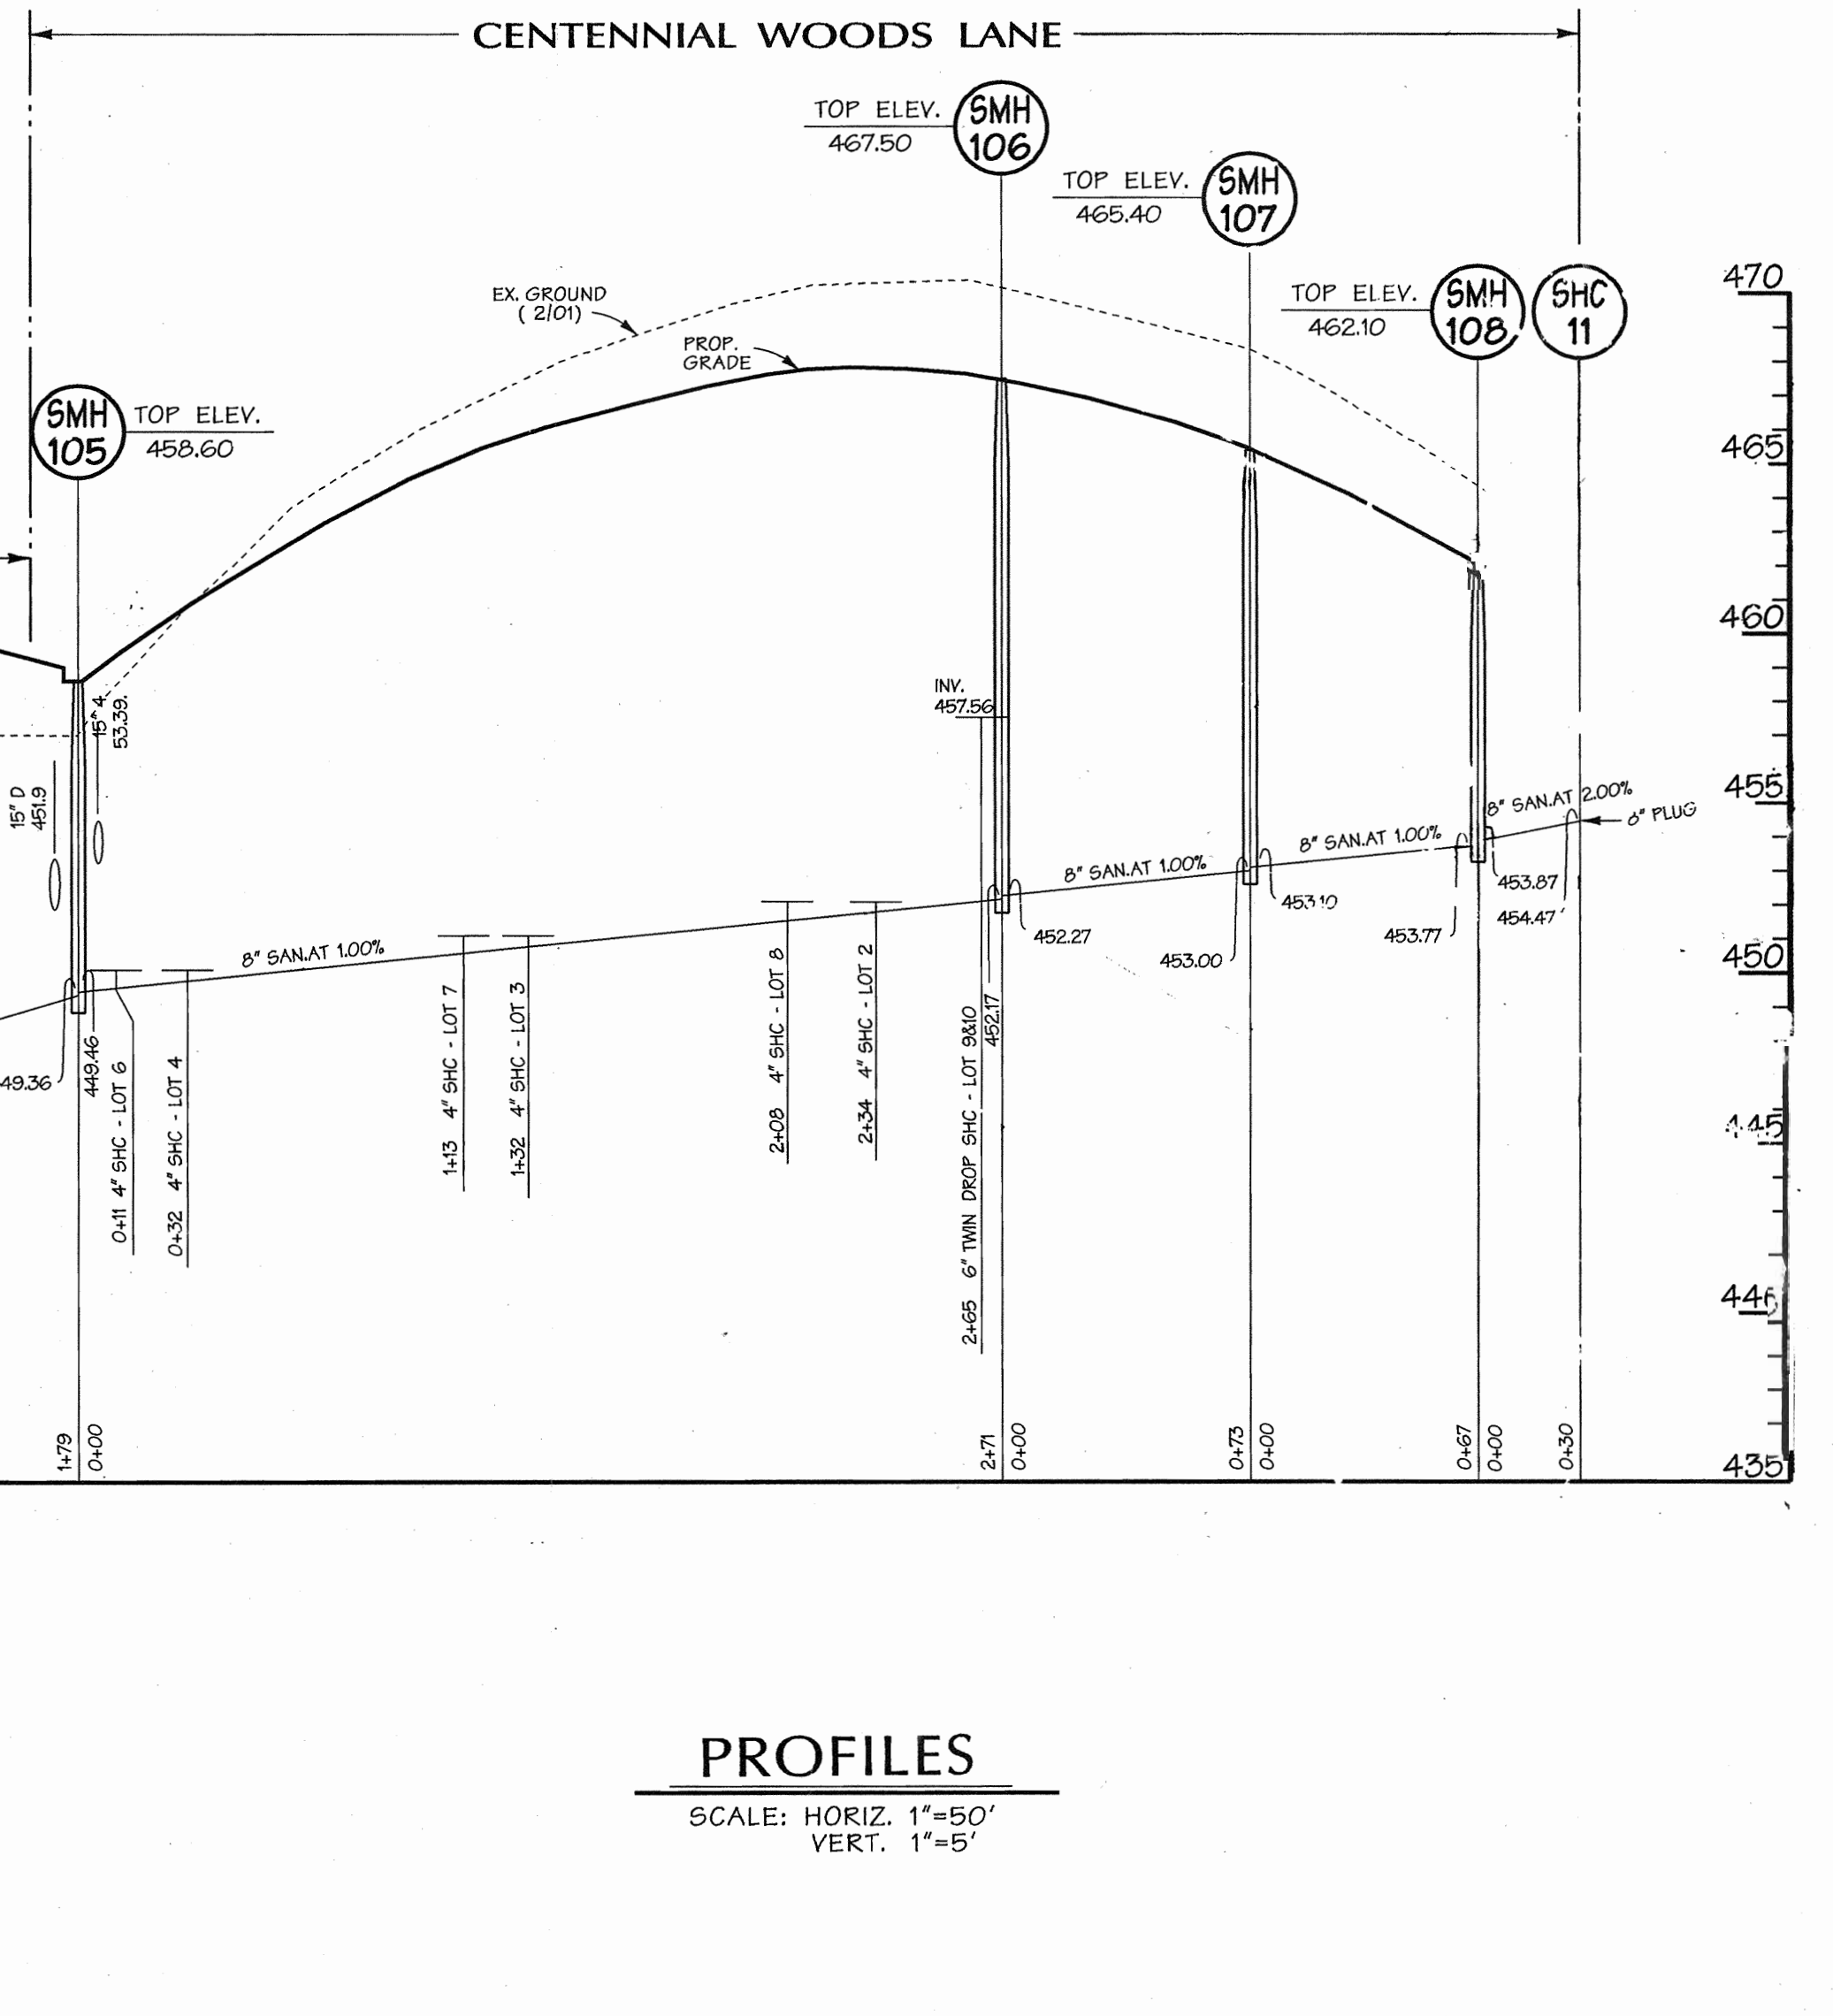 CENTENNIAL WOODS LANE
TOP ELEV.
467.50
SMH
106
TOP ELEV.
465.40
SMH
107
EX. GROUND
( 2/01)
PROP.
GRADE
TOP ELEV.
462.10
SMH
108
SHC
11
470
SMH
105
TOP ELEV.
458.60
465
460
INV.
457.56
15" 4
53.39
15" D
451.9
455
8" SAN.AT 2.00%
6" PLUG
8" SAN.AT 1.00%
8" SAN.AT 1.00%
8" SAN.AT 1.00%
453.87
453.10
454.47
452.27
453.77
453.00
450
452.17
49.36
449.46
0+11 4" SHC - LOT 6
0+32 4" SHC - LOT 4
1+13 4" SHC - LOT 7
1+32 4" SHC - LOT 3
2+08 4" SHC - LOT 8
2+34 4" SHC - LOT 2
2+65 6" TWIN DROP SHC - LOT 9&10
445
1+79
0+00
2+71
0+00
0+73
0+00
0+67
0+00
0+30
435
PROFILES
SCALE: HORIZ. 1"=50'
VERT. 1"=5'